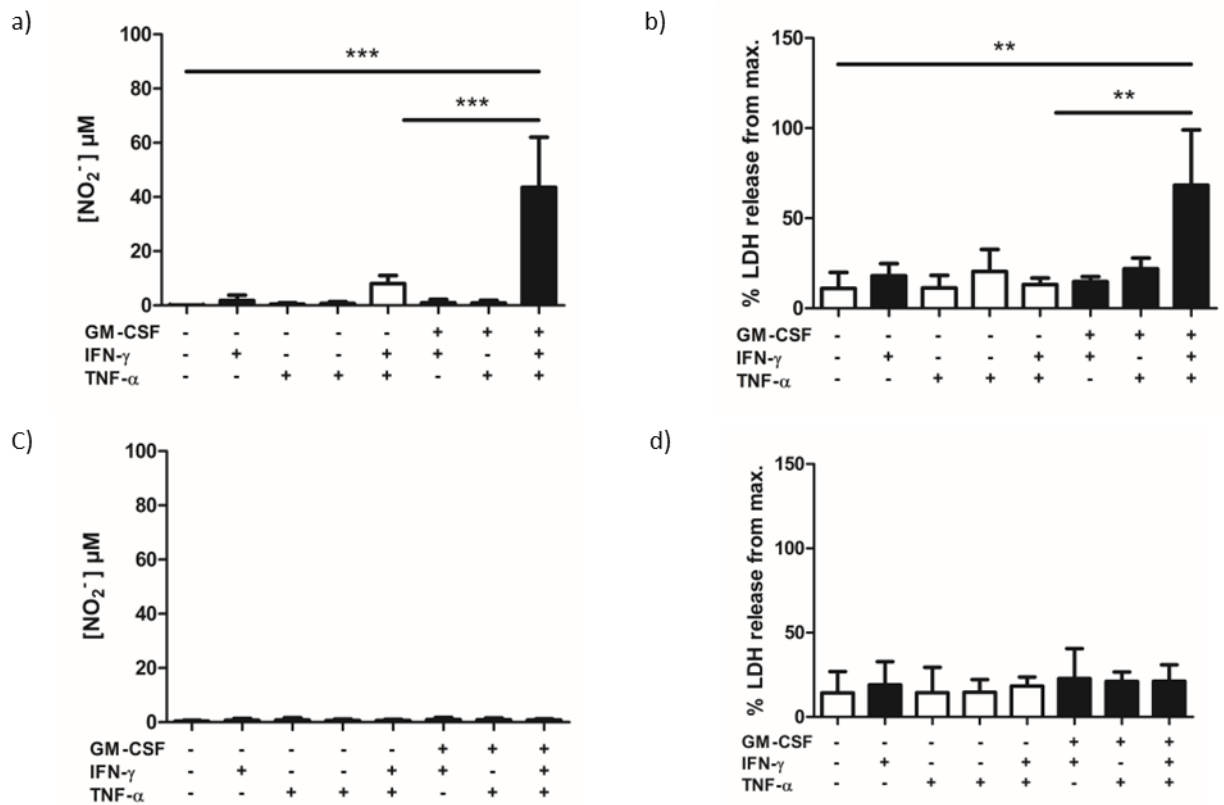 a)
100
80
60
40
20
0
[NO₂⁻] µM
***
***
GM-CSF - - - - - + + +
IFN-γ - + - - + + - +
TNF-α - - + + + - + +
b)
150
100
50
0
% LDH release from max.
**
**
GM-CSF - - - - - + + +
IFN-γ - + - - + + - +
TNF-α - - + + + - + +
C)
100
80
60
40
20
0
[NO₂⁻] µM
GM-CSF - - - - - + + +
IFN-γ - + - - + + - +
TNF-α - - + + + - + +
d)
150
100
50
0
% LDH release from max.
GM-CSF - - - - - + + +
IFN-γ - + - - + + - +
TNF-α - - + + + - + +